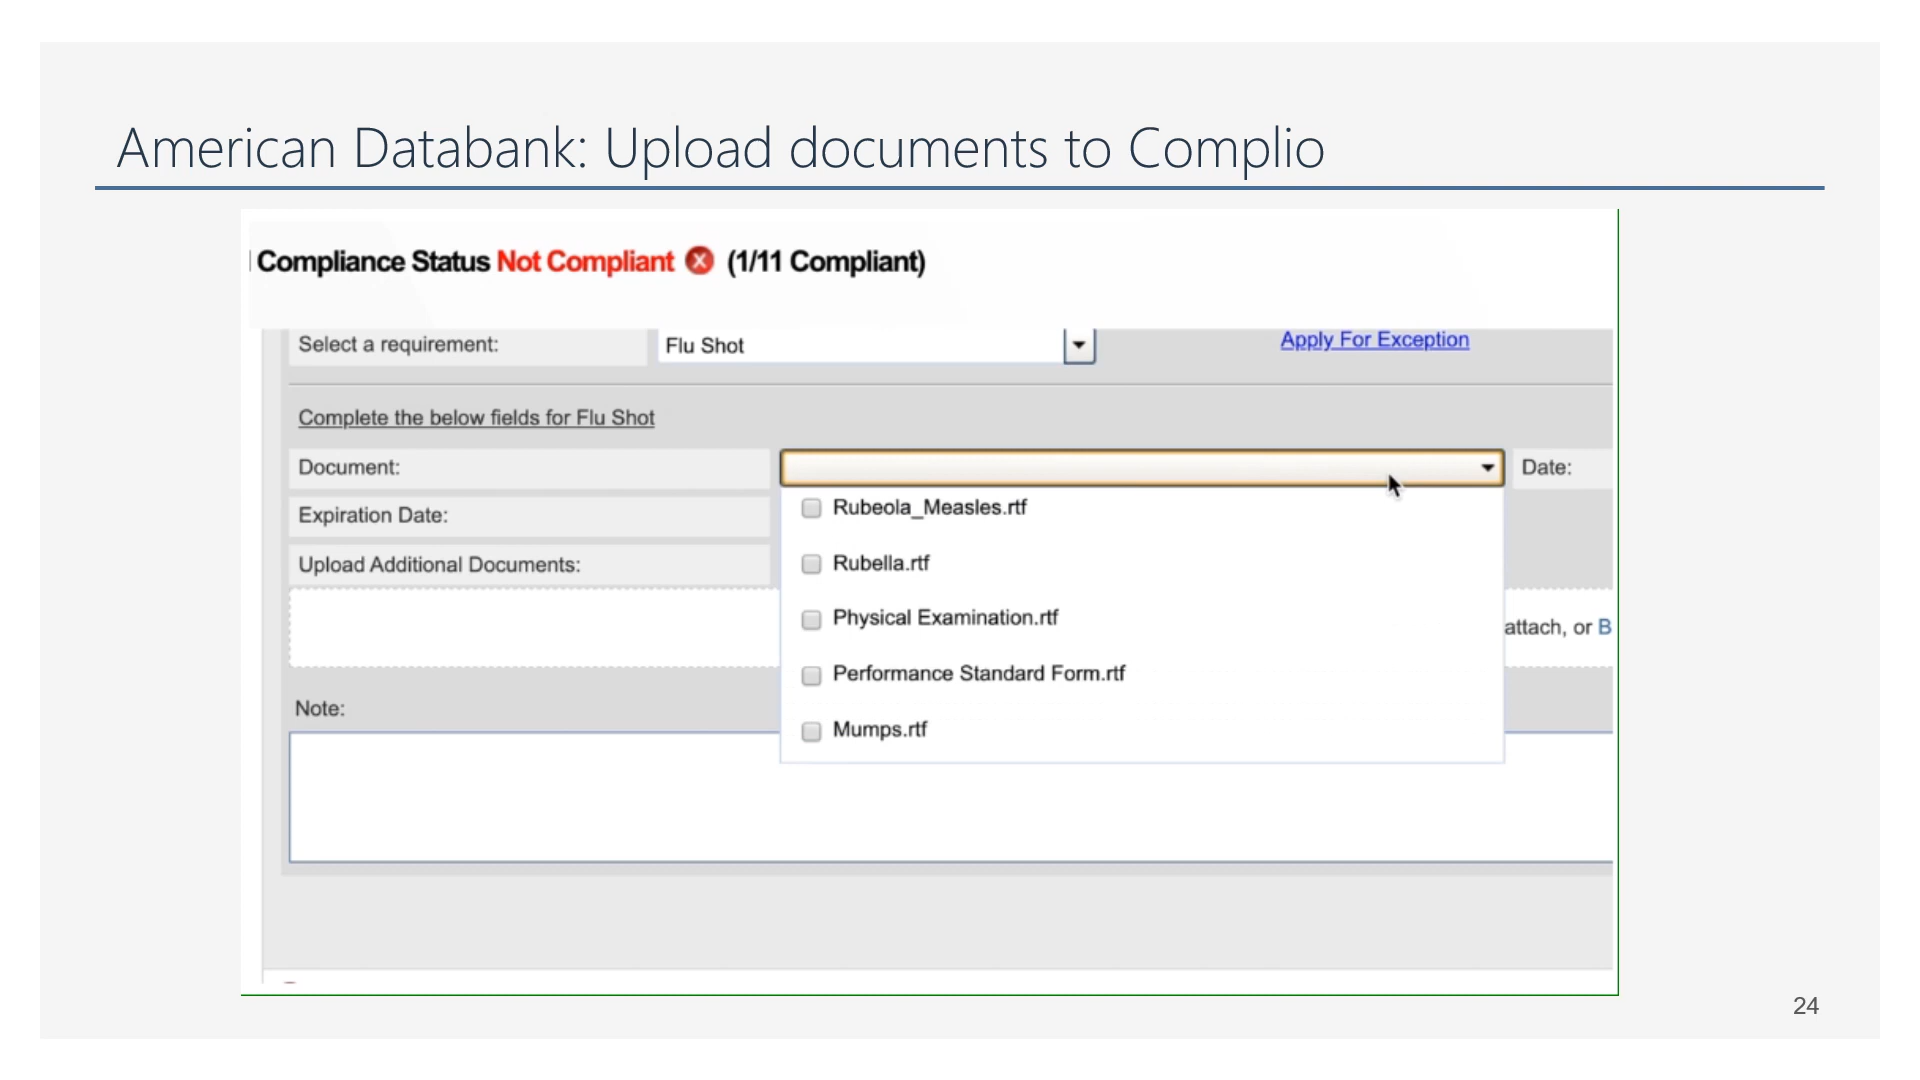 American Databank: Upload documents to Complio
Compliance Status Not Compliant (1/11 Compliant)
Select a requirement: Flu Shot Apply For Exception
Complete the below fields for Flu Shot
Document: Date:
Expiration Date:
Upload Additional Documents:
Rubeola_Measles.rtf
Rubella.rtf
Physical Examination.rtf
Performance Standard Form.rtf
Mumps.rtf
attach, or B
Note:
24